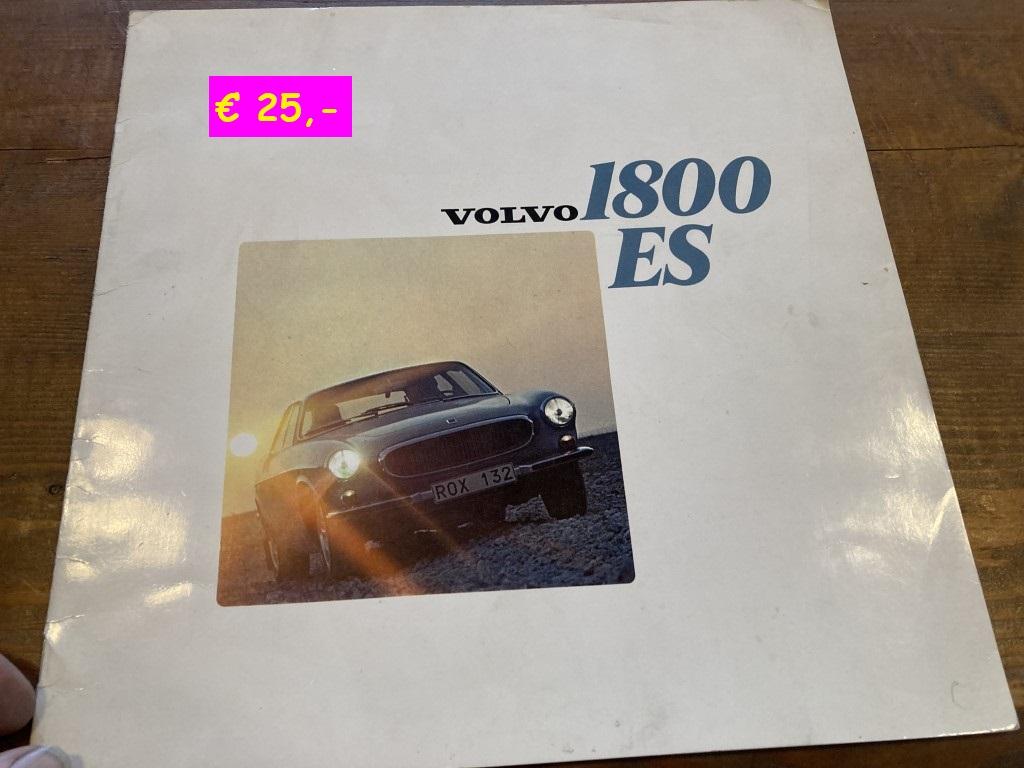 € 25,-
VOLVO 1800
ES
ROX 132